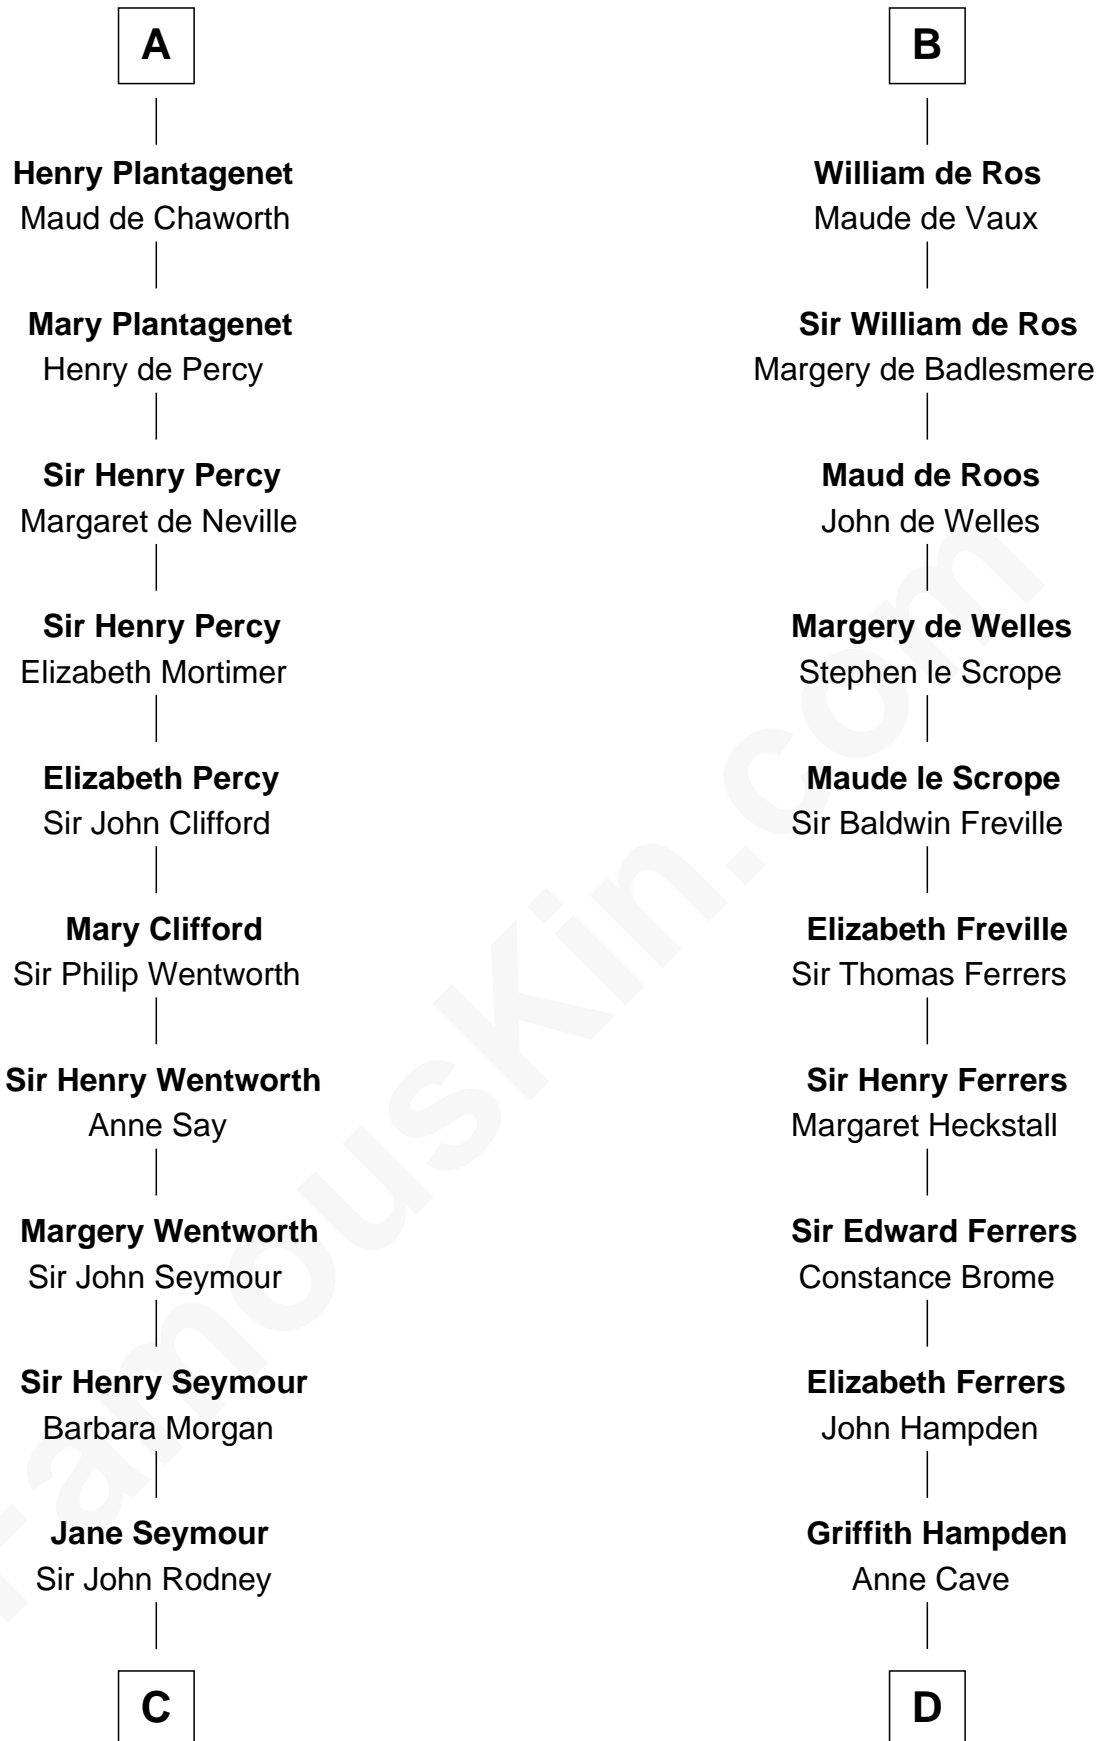 A
Henry Plantagenet
Maud de Chaworth
Mary Plantagenet
Henry de Percy
Sir Henry Percy
Margaret de Neville
Sir Henry Percy
Elizabeth Mortimer
Elizabeth Percy
Sir John Clifford
Mary Clifford
Sir Philip Wentworth
Sir Henry Wentworth
Anne Say
Margery Wentworth
Sir John Seymour
Sir Henry Seymour
Barbara Morgan
Jane Seymour
Sir John Rodney
C
B
William de Ros
Maude de Vaux
Sir William de Ros
Margery de Badlesmere
Maud de Roos
John de Welles
Margery de Welles
Stephen le Scrope
Maude le Scrope
Sir Baldwin Freville
Elizabeth Freville
Sir Thomas Ferrers
Sir Henry Ferrers
Margaret Heckstall
Sir Edward Ferrers
Constance Brome
Elizabeth Ferrers
John Hampden
Griffith Hampden
Anne Cave
D
FamousKin.com